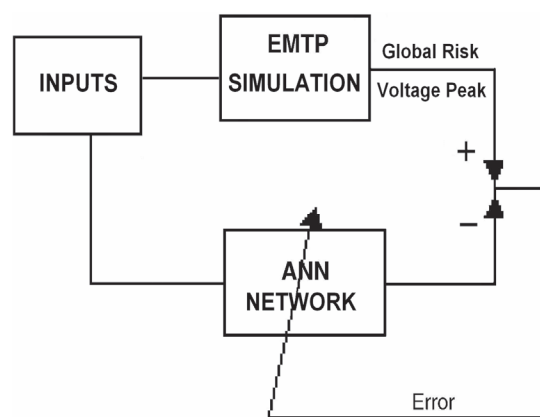 INPUTS
EMTP
SIMULATION
Global Risk
Voltage Peak
+
−
ANN
NETWORK
Error